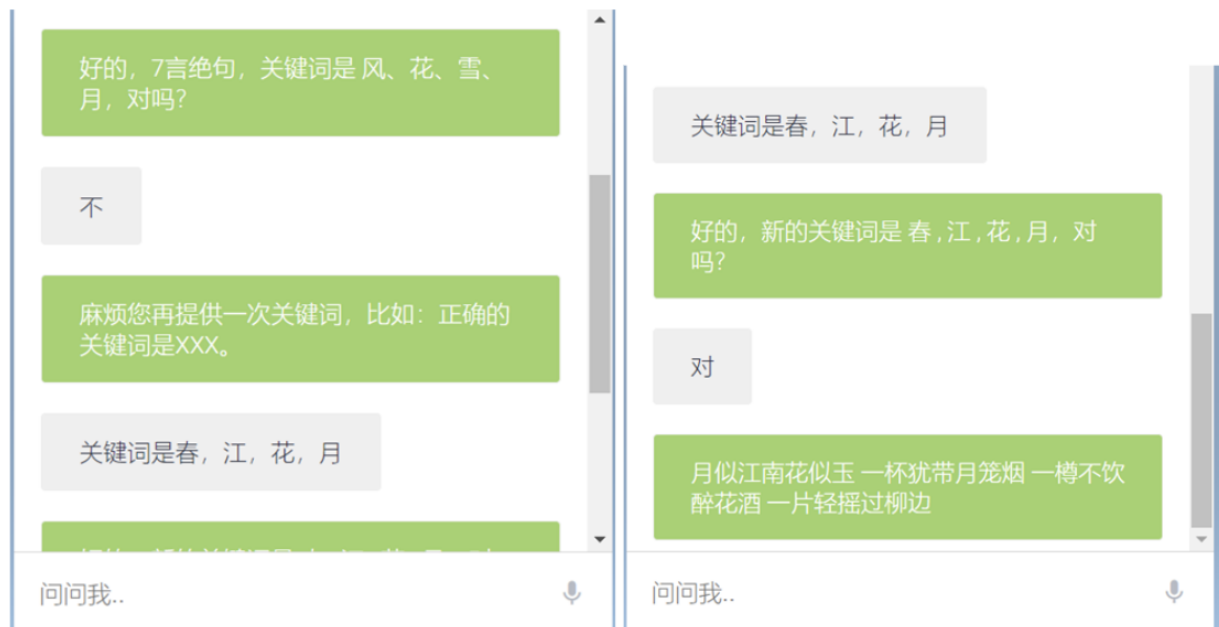 好的，7言绝句，关键词是 风、花、雪、
月，对吗?
不
麻烦您再提供一次关键词，比如：正确的
关键词是XXX。
关键词是春，江，花，月
问问我..
关键词是春，江，花，月
好的，新的关键词是 春 , 江 , 花 , 月，对
吗?
对
月似江南花似玉 一杯犹带月笼烟 一樽不饮
醉花酒 一片轻摇过柳边
问问我..